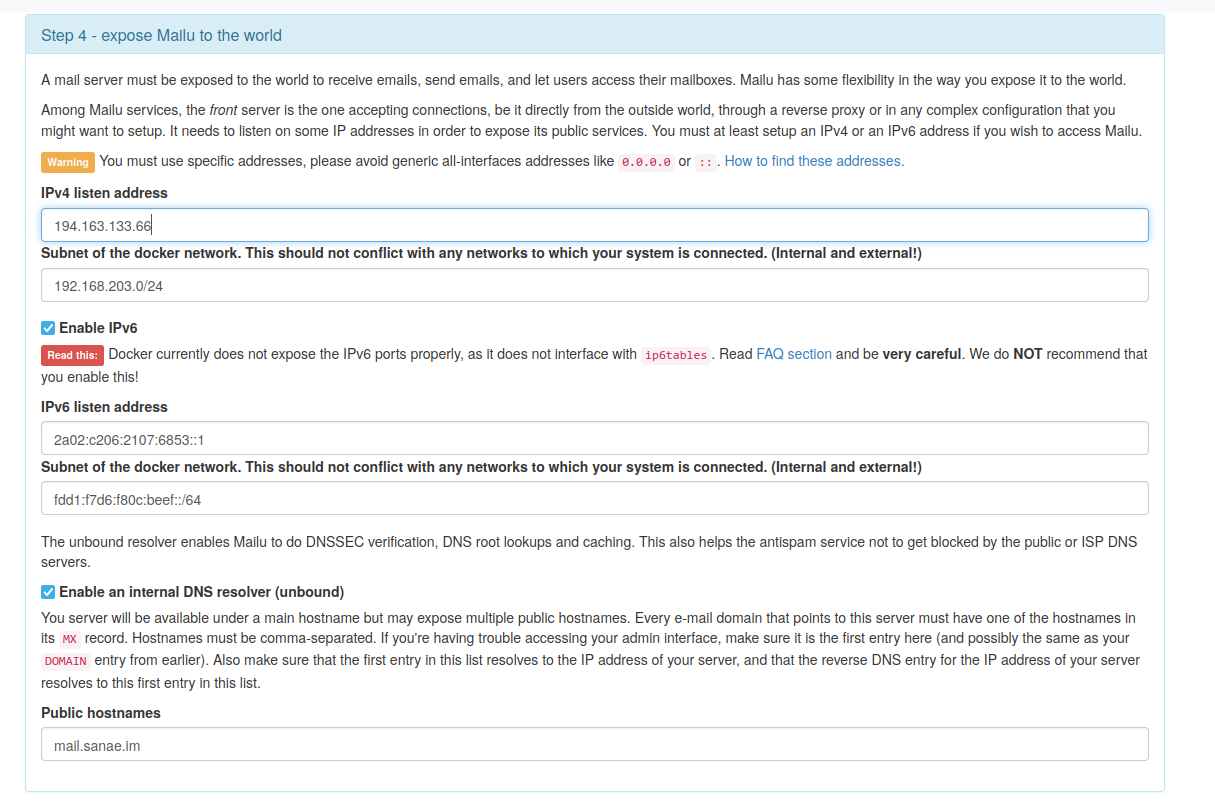 Step 4 - expose Mailu to the world
A mail server must be exposed to the world to receive emails, send emails, and let users access their mailboxes. Mailu has some flexibility in the way you expose it to the world.
Among Mailu services, the front server is the one accepting connections, be it directly from the outside world, through a reverse proxy or in any complex configuration that you
might want to setup. It needs to listen on some IP addresses in order to expose its public services. You must at least setup an IPv4 or an IPv6 address if you wish to access Mailu.
Warning You must use specific addresses, please avoid generic all-interfaces addresses like 0.0.0.0 or ::. How to find these addresses.
IPv4 listen address
194.163.133.66
Subnet of the docker network. This should not conflict with any networks to which your system is connected. (Internal and external!)
192.168.203.0/24
Enable IPv6
Read this: Docker currently does not expose the IPv6 ports properly, as it does not interface with ip6tables. Read FAQ section and be very careful. We do NOT recommend that
you enable this!
IPv6 listen address
2a02:c206:2107:6853::1
Subnet of the docker network. This should not conflict with any networks to which your system is connected. (Internal and external!)
fdd1:f7d6:f80c:beef::/64
The unbound resolver enables Mailu to do DNSSEC verification, DNS root lookups and caching. This also helps the antispam service not to get blocked by the public or ISP DNS
servers.
Enable an internal DNS resolver (unbound)
You server will be available under a main hostname but may expose multiple public hostnames. Every e-mail domain that points to this server must have one of the hostnames in
its MX record. Hostnames must be comma-separated. If you're having trouble accessing your admin interface, make sure it is the first entry here (and possibly the same as your
DOMAIN entry from earlier). Also make sure that the first entry in this list resolves to the IP address of your server, and that the reverse DNS entry for the IP address of your server
resolves to this first entry in this list.
Public hostnames
mail.sanae.im